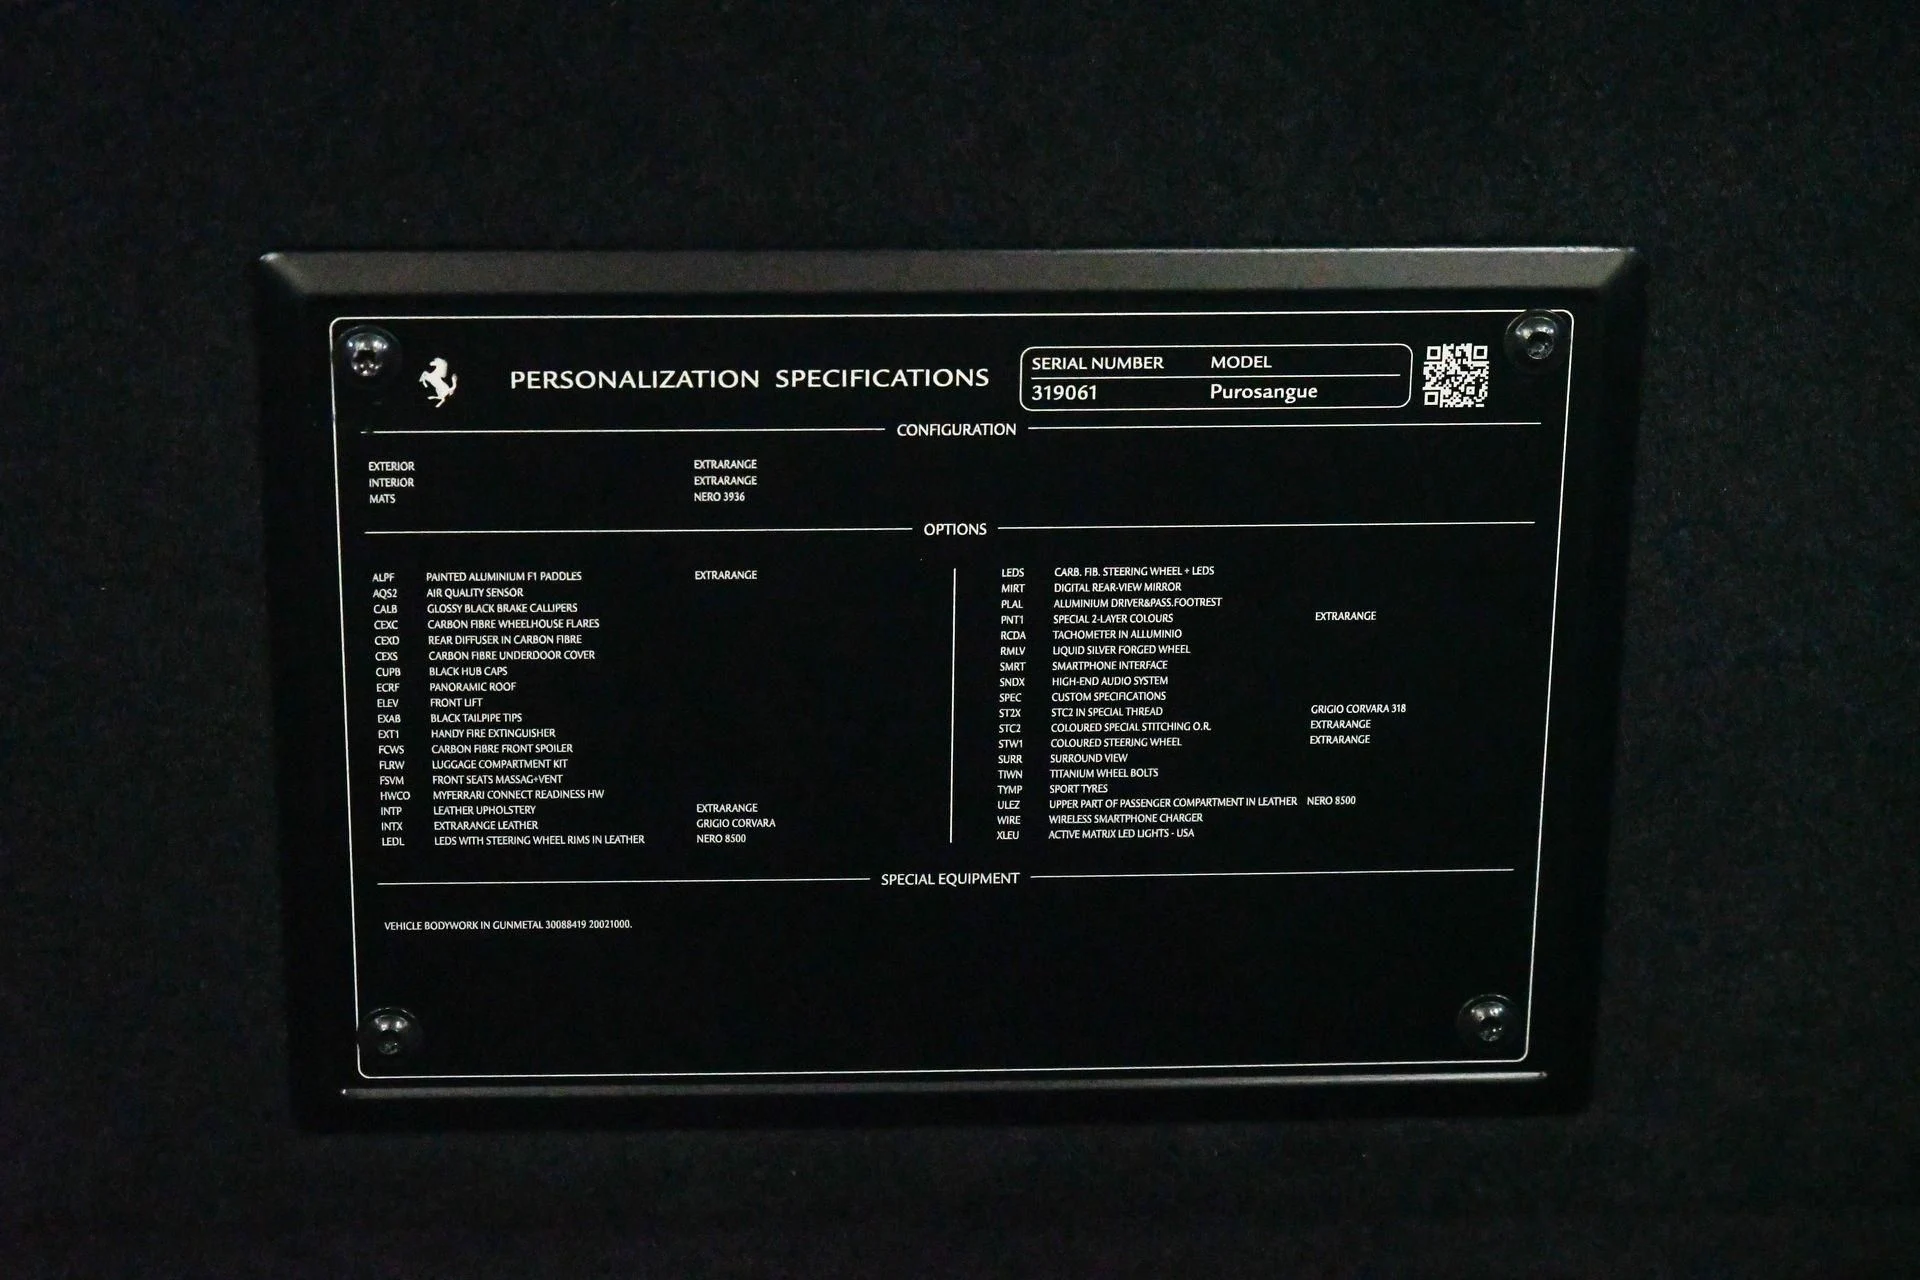 PERSONALIZATION SPECIFICATIONS
SERIAL NUMBER MODEL
319061 Purosangue
CONFIGURATION
EXTERIOR EXTRARANGE
INTERIOR EXTRARANGE
MATS NERO 3936
OPTIONS
ALPF PAINTED ALUMINIUM F1 PADDLES EXTRARANGE
AQS2 AIR QUALITY SENSOR
CALB GLOSSY BLACK BRAKE CALLIPERS
CEXC CARBON FIBRE WHEELHOUSE FLARES
CEXD REAR DIFFUSER IN CARBON FIBRE
CEXS CARBON FIBRE UNDERDOOR COVER
CUPB BLACK HUB CAPS
ECRF PANORAMIC ROOF
ELEV FRONT LIFT
EXAB BLACK TAILPIPE TIPS
EXT1 HANDY FIRE EXTINGUISHER
FCWS CARBON FIBRE FRONT SPOILER
FLRW LUGGAGE COMPARTMENT KIT
FSVM FRONT SEATS MASSAG+VENT
HWCO MYFERRARI CONNECT READINESS HW
INTP LEATHER UPHOLSTERY EXTRARANGE
INTX EXTRARANGE LEATHER GRIGIO CORVARA
LEDL LEDS WITH STEERING WHEEL RIMS IN LEATHER NERO 8500
LEDS CARB. FIB. STEERING WHEEL + LEDS
MIRT DIGITAL REAR-VIEW MIRROR
PLAL ALUMINIUM DRIVER&PASS.FOOTREST
PNT1 SPECIAL 2-LAYER COLOURS EXTRARANGE
RCDA TACHOMETER IN ALLUMINIO
RMLV LIQUID SILVER FORGED WHEEL
SMRT SMARTPHONE INTERFACE
SNDX HIGH-END AUDIO SYSTEM
SPEC CUSTOM SPECIFICATIONS
ST2X STC2 IN SPECIAL THREAD GRIGIO CORVARA 318
STC2 COLOURED SPECIAL STITCHING O.R. EXTRARANGE
STW1 COLOURED STEERING WHEEL EXTRARANGE
SURR SURROUND VIEW
TIWN TITANIUM WHEEL BOLTS
TYMP SPORT TYRES
ULEZ UPPER PART OF PASSENGER COMPARTMENT IN LEATHER NERO 8500
WIRE WIRELESS SMARTPHONE CHARGER
XLEU ACTIVE MATRIX LED LIGHTS - USA
SPECIAL EQUIPMENT
VEHICLE BODYWORK IN GUNMETAL 30088419 20021000.